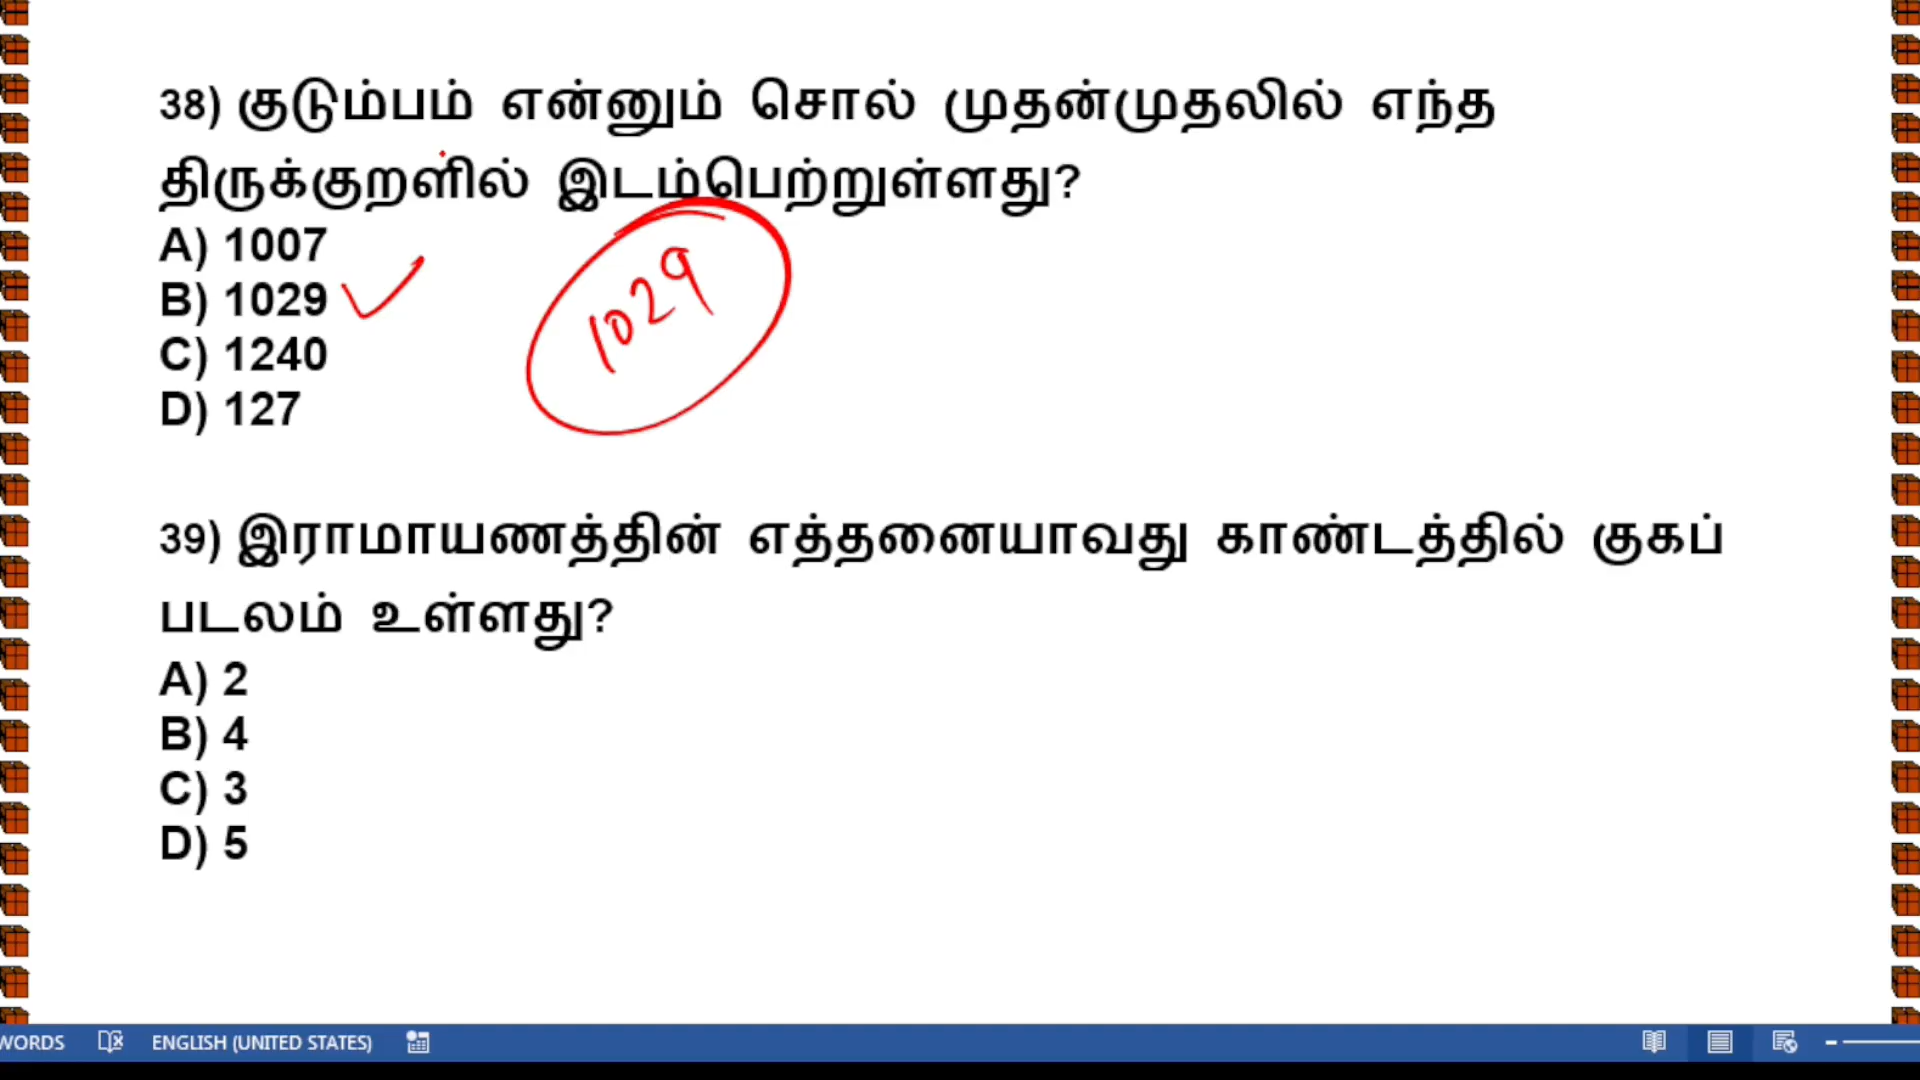 38) குடும்பம் என்னும் சொல் முதன்முதலில் எந்த
திருக்குறளில் இடம்பெற்றுள்ளது?
A) 1007
B) 1029
C) 1240
D) 127
1029
39) இராமாயணத்தின் எத்தனையாவது காண்டத்தில் குகப்
படலம் உள்ளது?
A) 2
B) 4
C) 3
D) 5
WORDS ENGLISH (UNITED STATES)